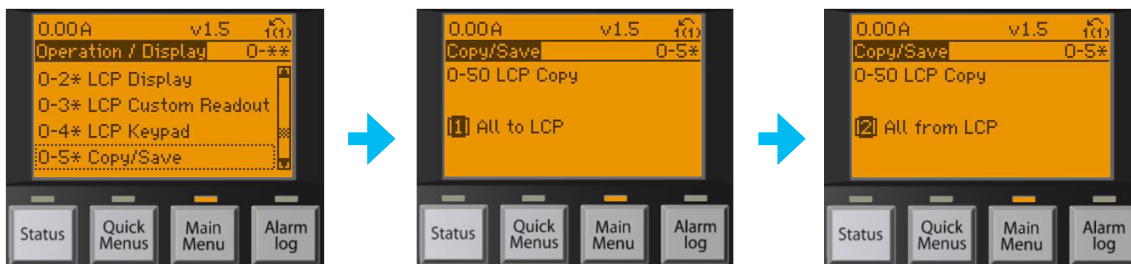 0.00A v1.5 1(1)
Operation / Display 0-**
0-2* LCP Display
0-3* LCP Custom Readout
0-4* LCP Keypad
0-5* Copy/Save
Status
Quick Menus
Main Menu
Alarm log
0.00A v1.5 1(1)
Copy/Save 0-5*
0-50 LCP Copy
[1] All to LCP
Status
Quick Menus
Main Menu
Alarm log
0.00A v1.5 1(1)
Copy/Save 0-5*
0-50 LCP Copy
[2] All from LCP
Status
Quick Menus
Main Menu
Alarm log